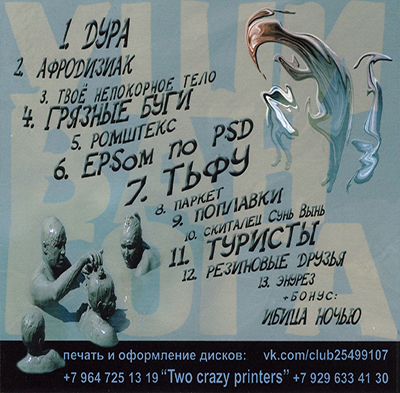 1. ДУРА
2. АФРОДИЗИАК
3. ТВОЁ НЕПОКОРНОЕ ТЕЛО
4. ГРЯЗНЫЕ БУГИ
5. РОМШТЕКС
6. EPSoM ПО PSD
7. ТЬФУ
8. ПАРКЕТ
9. ПОПЛАВКИ
10. СКИТАЛЕЦ СУНЬ ВЫНЬ
11. ТУРИСТЫ
12. РЕЗИНОВЫЕ ДРУЗЬЯ
13. ЭНУРЕЗ
+БОНУС:
ИБИЦА НОЧЬЮ
печать и оформление дисков: vk.com/club25499107
+7 964 725 13 19 “Two crazy printers” +7 929 633 41 30